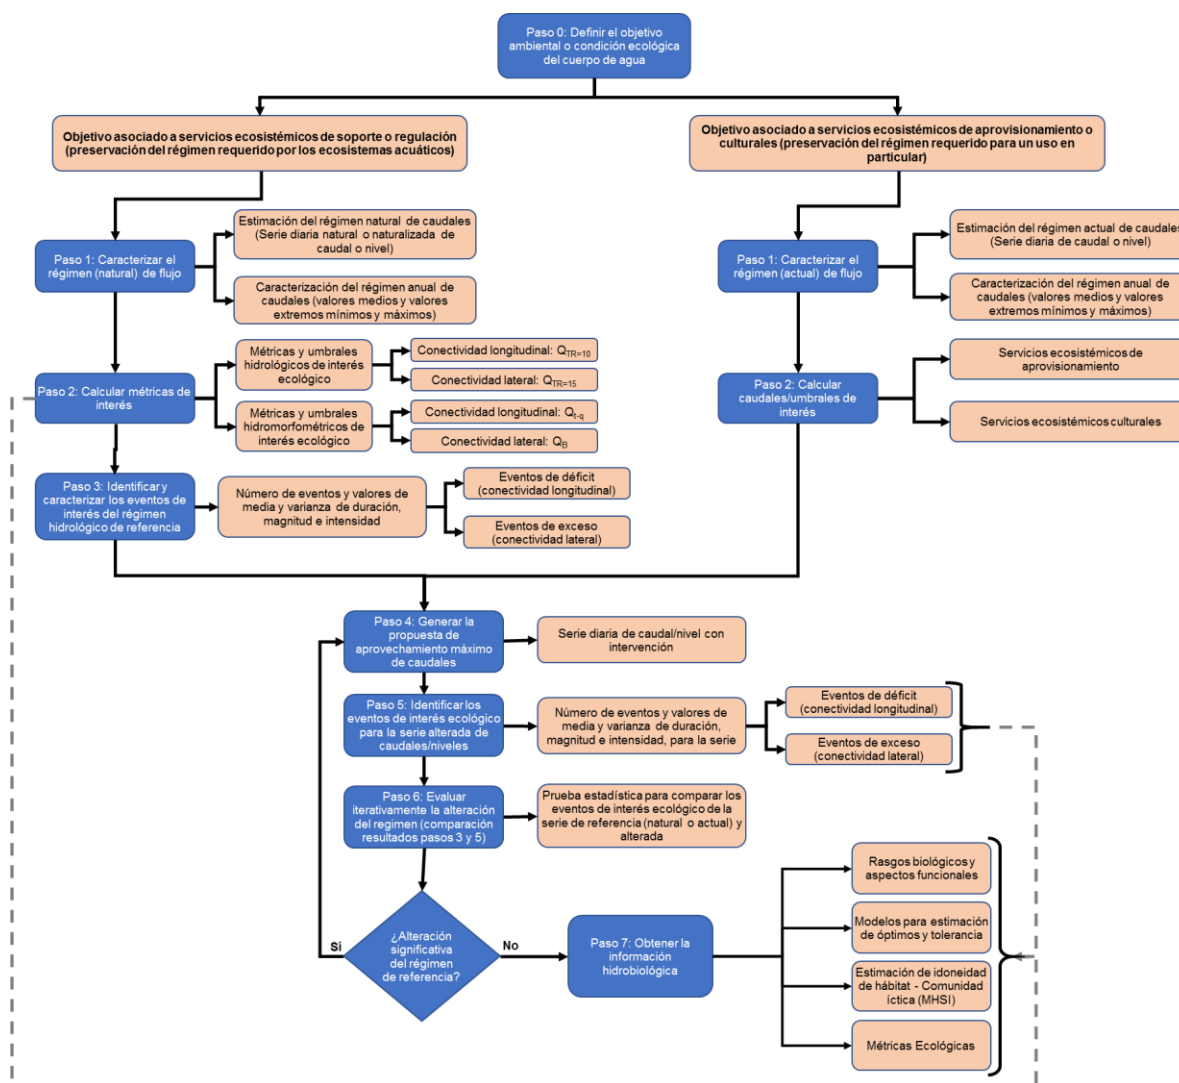 Paso 0: Definir el objetivo
ambiental o condición ecológica
del cuerpo de agua
Objetivo asociado a servicios ecosistémicos de soporte o regulación
(preservación del régimen requerido por los ecosistemas acuáticos)
Objetivo asociado a servicios ecosistémicos de aprovisionamiento o
culturales (preservación del régimen requerido para un uso en
particular)
Paso 1: Caracterizar el
régimen (natural) de flujo
Estimación del régimen natural de caudales
(Serie diaria natural o naturalizada de
caudal o nivel)
Caracterización del régimen anual de
caudales (valores medios y valores
extremos mínimos y máximos)
Paso 1: Caracterizar el
régimen (actual) de flujo
Estimación del régimen actual de caudales
(Serie diaria de caudal o nivel)
Caracterización del régimen anual de
caudales (valores medios y valores
extremos mínimos y máximos)
Paso 2: Calcular métricas de
interés
Métricas y umbrales
hidrológicos de interés
ecológico
Conectividad longitudinal: QTR=10
Conectividad lateral: QTR=15
Métricas y umbrales
hidromorfométricos de
interés ecológico
Conectividad longitudinal: Qt-q
Conectividad lateral: QB
Paso 2: Calcular
caudales/umbrales de
interés
Servicios ecosistémicos de
aprovisionamiento
Servicios ecosistémicos culturales
Paso 3: Identificar y
caracterizar los eventos de
interés del régimen
hidrológico de referencia
Número de eventos y valores de
media y varianza de duración,
magnitud e intensidad
Eventos de déficit
(conectividad longitudinal)
Eventos de exceso
(conectividad lateral)
Paso 4: Generar la
propuesta de
aprovechamiento máximo
de caudales
Serie diaria de caudal/nivel con
intervención
Paso 5: Identificar los
eventos de interés ecológico
para la serie alterada de
caudales/niveles
Número de eventos y valores de
media y varianza de duración,
magnitud e intensidad, para la serie
Eventos de déficit
(conectividad longitudinal)
Eventos de exceso
(conectividad lateral)
Paso 6: Evaluar
iterativamente la alteración
del regimen (comparación
resultados pasos 3 y 5)
Prueba estadística para comparar los
eventos de interés ecológico de la
serie de referencia (natural o actual) y
alterada
¿Alteración
significativa
del régimen
de referencia?
Sí
No
Paso 7: Obtener la
información
hidrobiológica
Rasgos biológicos y
aspectos funcionales
Modelos para estimación
de óptimos y tolerancia
Estimación de idoneidad
de hábitat - Comunidad
íctica (MHSI)
Métricas Ecológicas